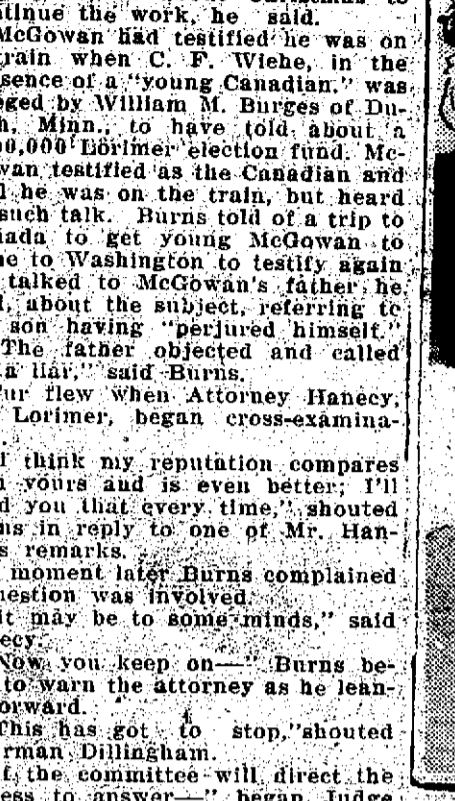 tinue the work, he said.
McGowan had testified he was on
rain when C. F. Wiehe, in the
sence of a "young Canadian," was
ged by William M. Burges of Du-
h, Minn., to have told about a
00,000 Lorimer election fund. Mc-
wan testified as the Canadian and
l he was on the train, but heard
such talk. Burns told of a trip to
nada to get young McGowan to
ne to Washington to testify again
talked to McGowan's father, he
l, about the subject, referring to
son having "perjured himself."
The father objected and called
a liar," said Burns.
Fur flew when Attorney Hanecy,
Lorimer, began cross-examina-
I think my reputation compares
h yours and is even better; I'll
d you that every time," shouted
ns in reply to one of Mr. Han-
s remarks.
moment later Burns complained
uestion was involved.
it may be to some minds," said
ecy.
Now you keep on—" Burns be-
to warn the attorney as he lean-
orward.
This has got to stop,"shouted
rman Dillingham.
f the committee will direct the
ess to answer—" began Judge